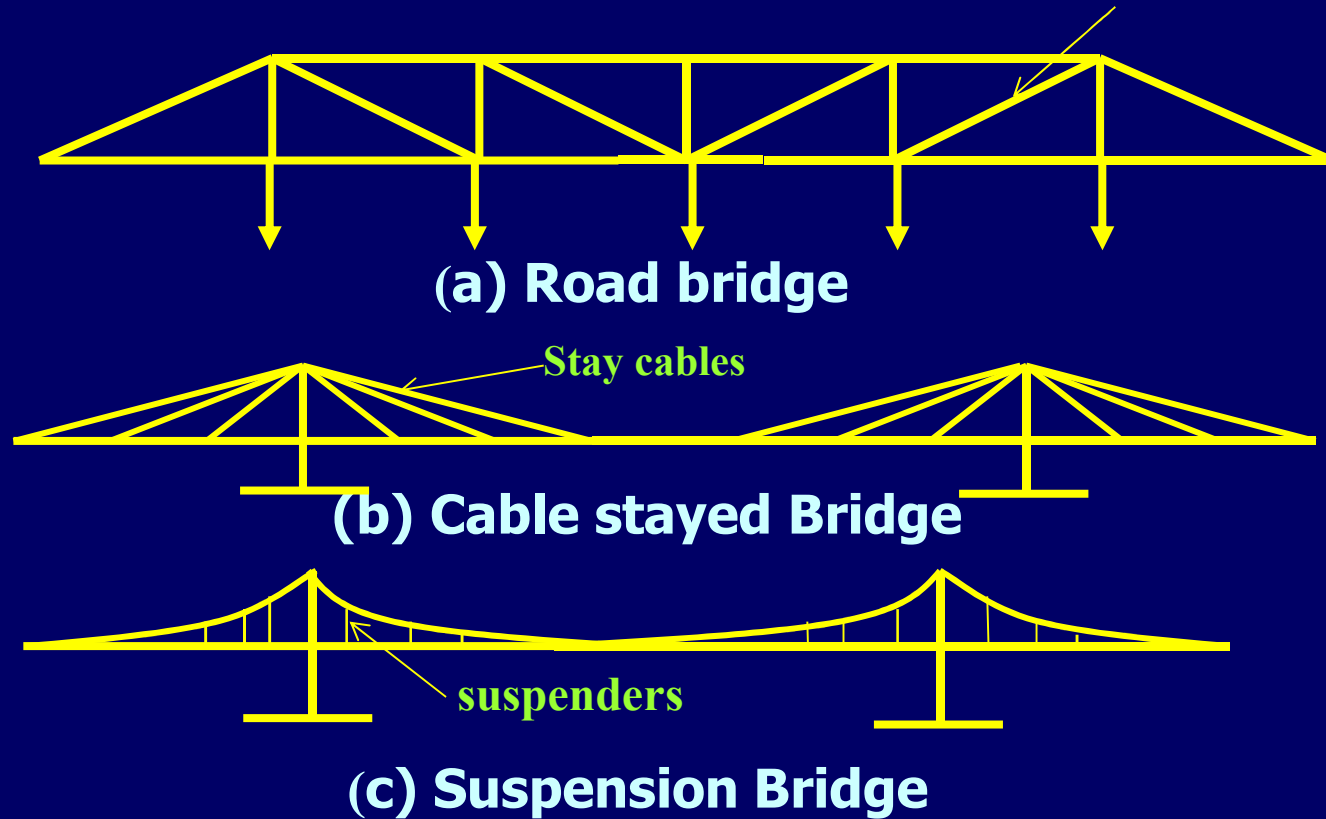 (a) Road bridge
Stay cables
(b) Cable stayed Bridge
suspenders
(c) Suspension Bridge